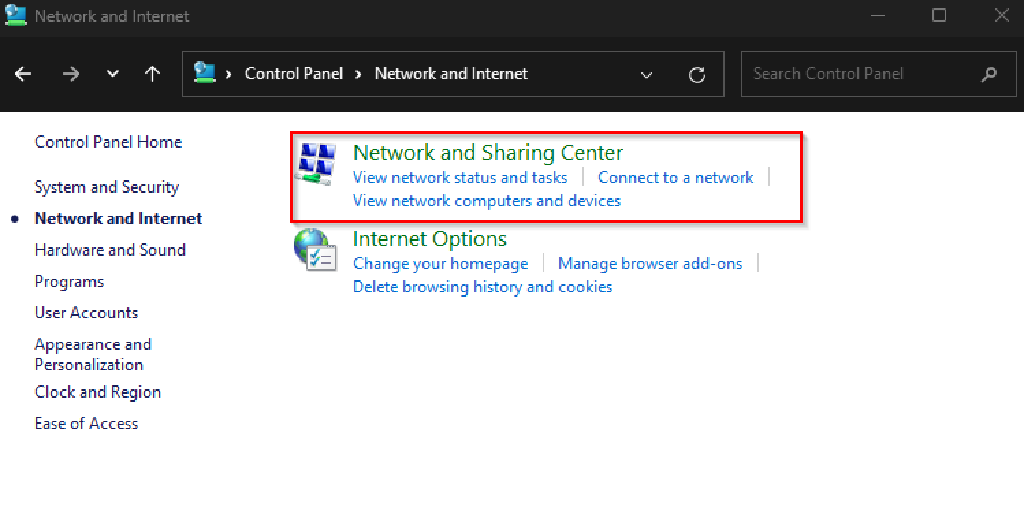 Network and Internet
Control Panel › Network and Internet
Search Control Panel
Control Panel Home
System and Security
Network and Internet
Hardware and Sound
Programs
User Accounts
Appearance and
Personalization
Clock and Region
Ease of Access
Network and Sharing Center
View network status and tasks | Connect to a network |
View network computers and devices
Internet Options
Change your homepage | Manage browser add-ons |
Delete browsing history and cookies